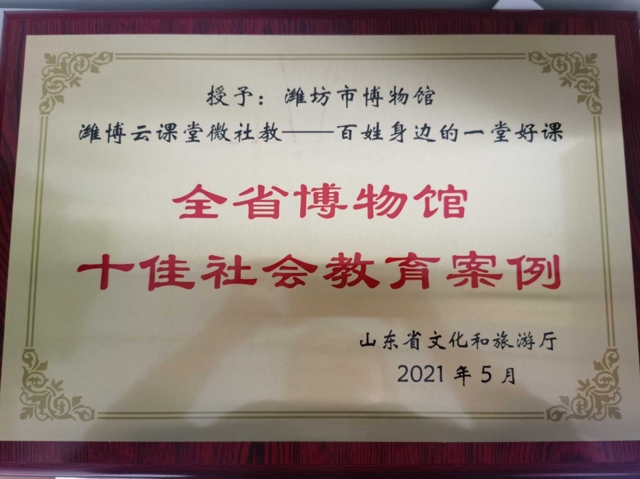 授予：潍坊市博物馆
潍博云课堂微社教——百姓身边的一堂好课
全省博物馆
十佳社会教育案例
山东省文化和旅游厅
2021年5月